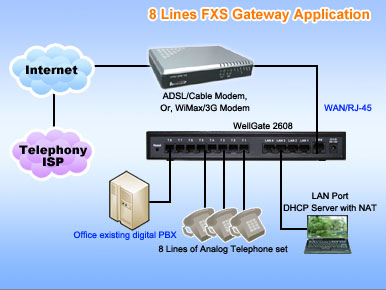 8 Lines FXS Gateway Application
Internet
ADSL/Cable Modem,
Or, WiMax/3G Modem
WAN/RJ-45
Telephony
ISP
WellGate 2608
LAN Port
DHCP Server with NAT
Office existing digital PBX
8 Lines of Analog Telephone set